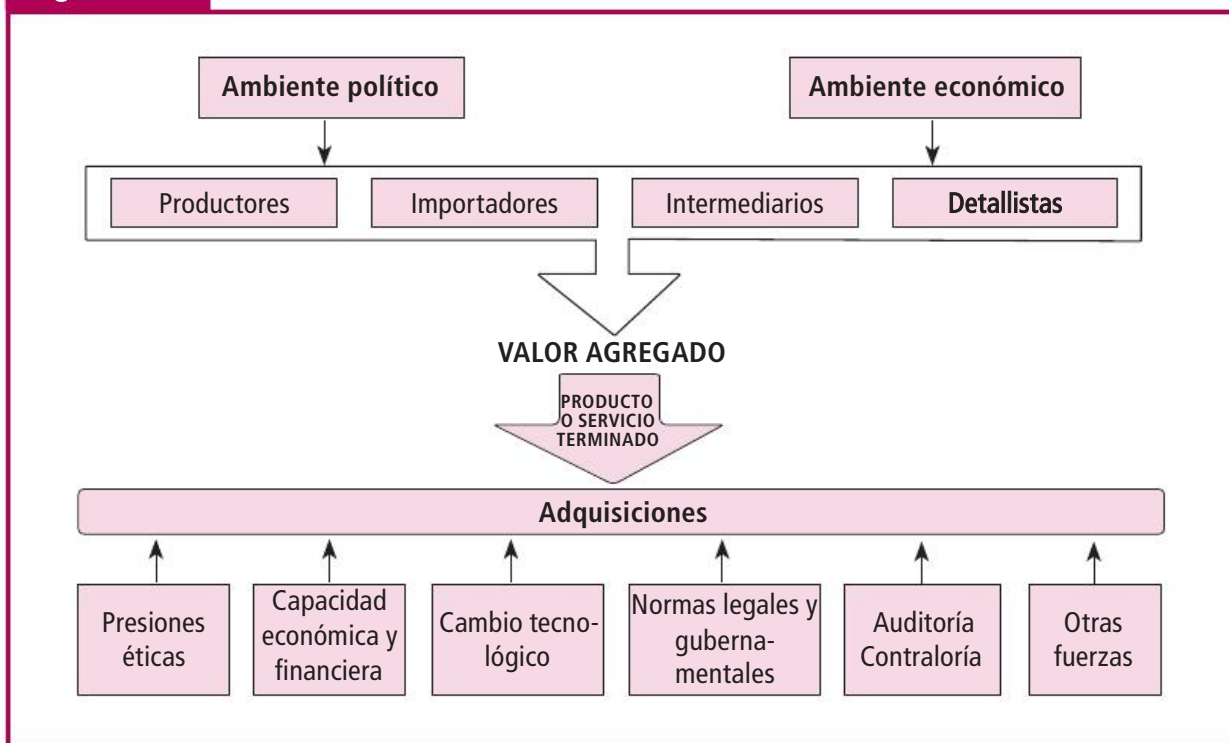 Ambiente político
Ambiente económico
Productores
Importadores
Intermediarios
Detallistas
VALOR AGREGADO
PRODUCTO
O SERVICIO
TERMINADO
Adquisiciones
Presiones
éticas
Capacidad
económica y
financiera
Cambio tecno-
lógico
Normas legales y
guberna-
mentales
Auditoría
Contraloría
Otras
fuerzas